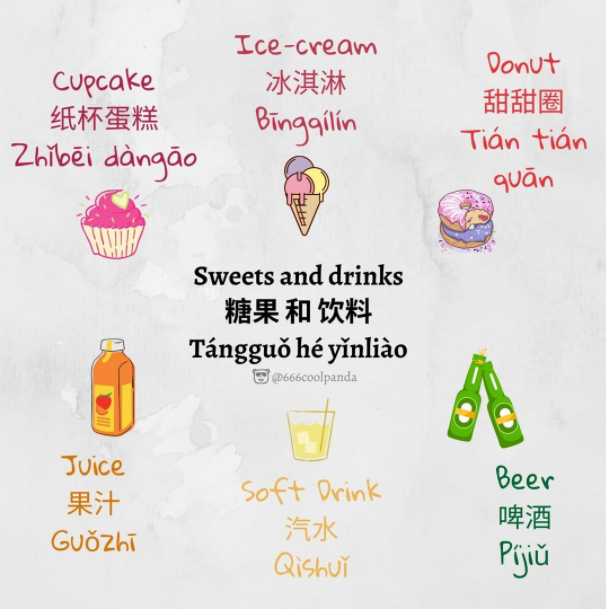 Cupcake
纸杯蛋糕
Zhǐbēi dàngāo
Ice-cream
冰淇淋
Bīngqílín
Donut
甜甜圈
Tián tián
quān
Sweets and drinks
糖果 和 饮料
Tángguǒ hé yǐnliào
@666coolpanda
Juice
果汁
Guǒzhī
Soft Drink
汽水
Qìshuǐ
Beer
啤酒
Píjiǔ